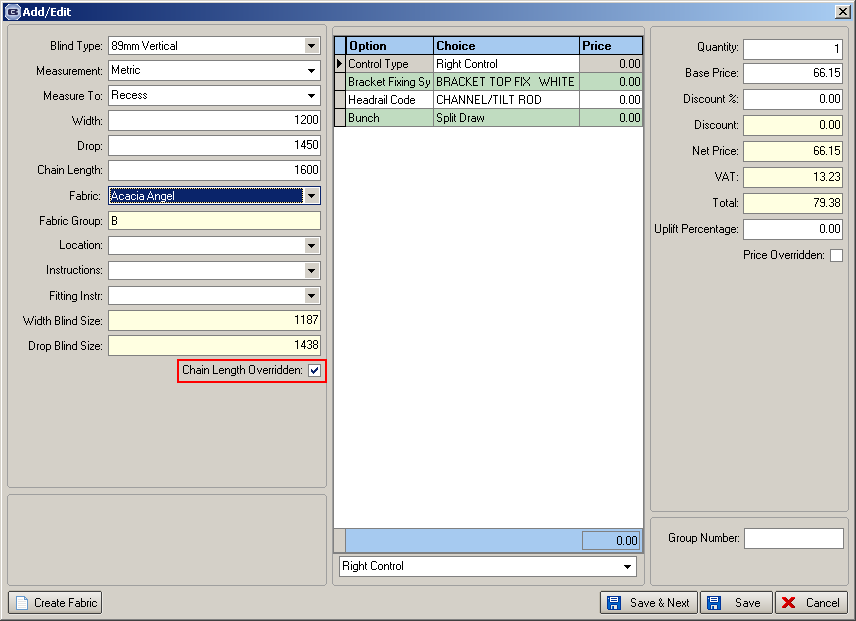 Add/Edit
Blind Type: 89mm Vertical
Measurement: Metric
Measure To: Recess
Width: 1200
Drop: 1450
Chain Length: 1600
Fabric: Acacia Angel
Fabric Group: B
Location:
Instructions:
Fitting Instr:
Width Blind Size: 1187
Drop Blind Size: 1438
Chain Length Overridden:
Option Choice Price
Control Type Right Control 0.00
Bracket Fixing Sy BRACKET TOP FIX WHITE 0.00
Headrail Code CHANNEL/TILT ROD 0.00
Bunch Split Draw 0.00
0.00
Right Control
Quantity: 1
Base Price: 66.15
Discount %: 0.00
Discount: 0.00
Net Price: 66.15
VAT: 13.23
Total: 79.38
Uplift Percentage: 0.00
Price Overridden:
Group Number:
Create Fabric
Save & Next
Save
Cancel